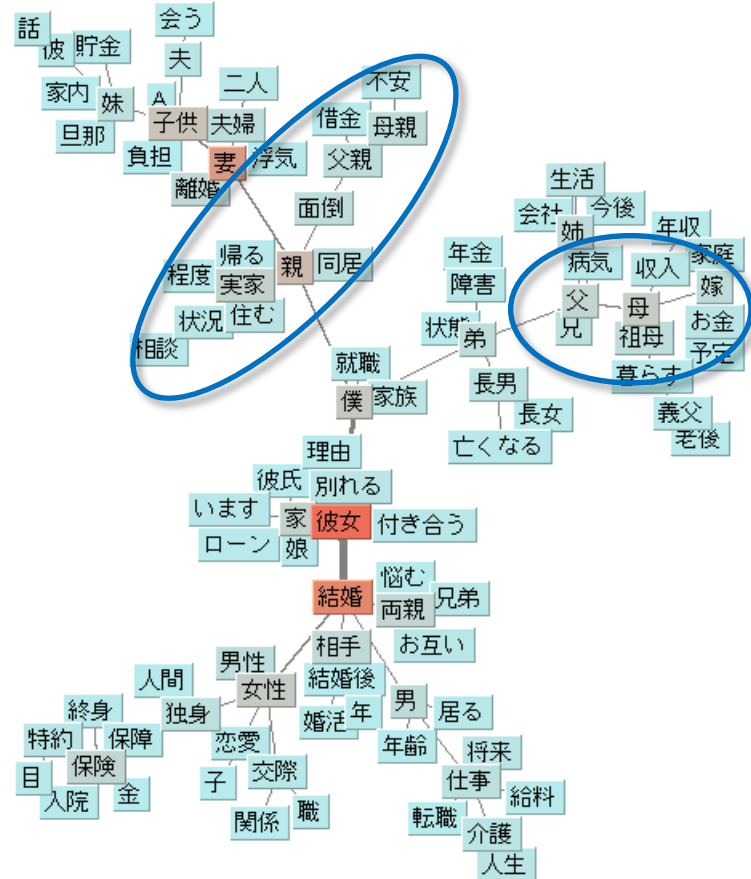 会う
話
彼
貯金
夫
二人
不安
家内
妹
A
子供
夫婦
借金
母親
旦那
負担
妻
浮気
父親
離婚
面倒
生活
会社
今後
姉
年収
帰る
親
同居
年金
病気
収入
家庭
程度
実家
障害
父
母
嫁
状況
住む
状態
弟
兄
祖母
お金
相談
予定
就職
長男
暮らす
僕
家族
長女
義父
老後
亡くなる
理由
彼氏
別れる
います
家
彼女
付き合う
ローン
娘
悩む
結婚
両親
兄弟
相手
お互い
男性
人間
女性
結婚後
終身
独身
婚活
年
男
居る
特約
保障
恋愛
年齢
将来
目
保険
子
交際
仕事
入院
金
職
給料
関係
転職
介護
人生